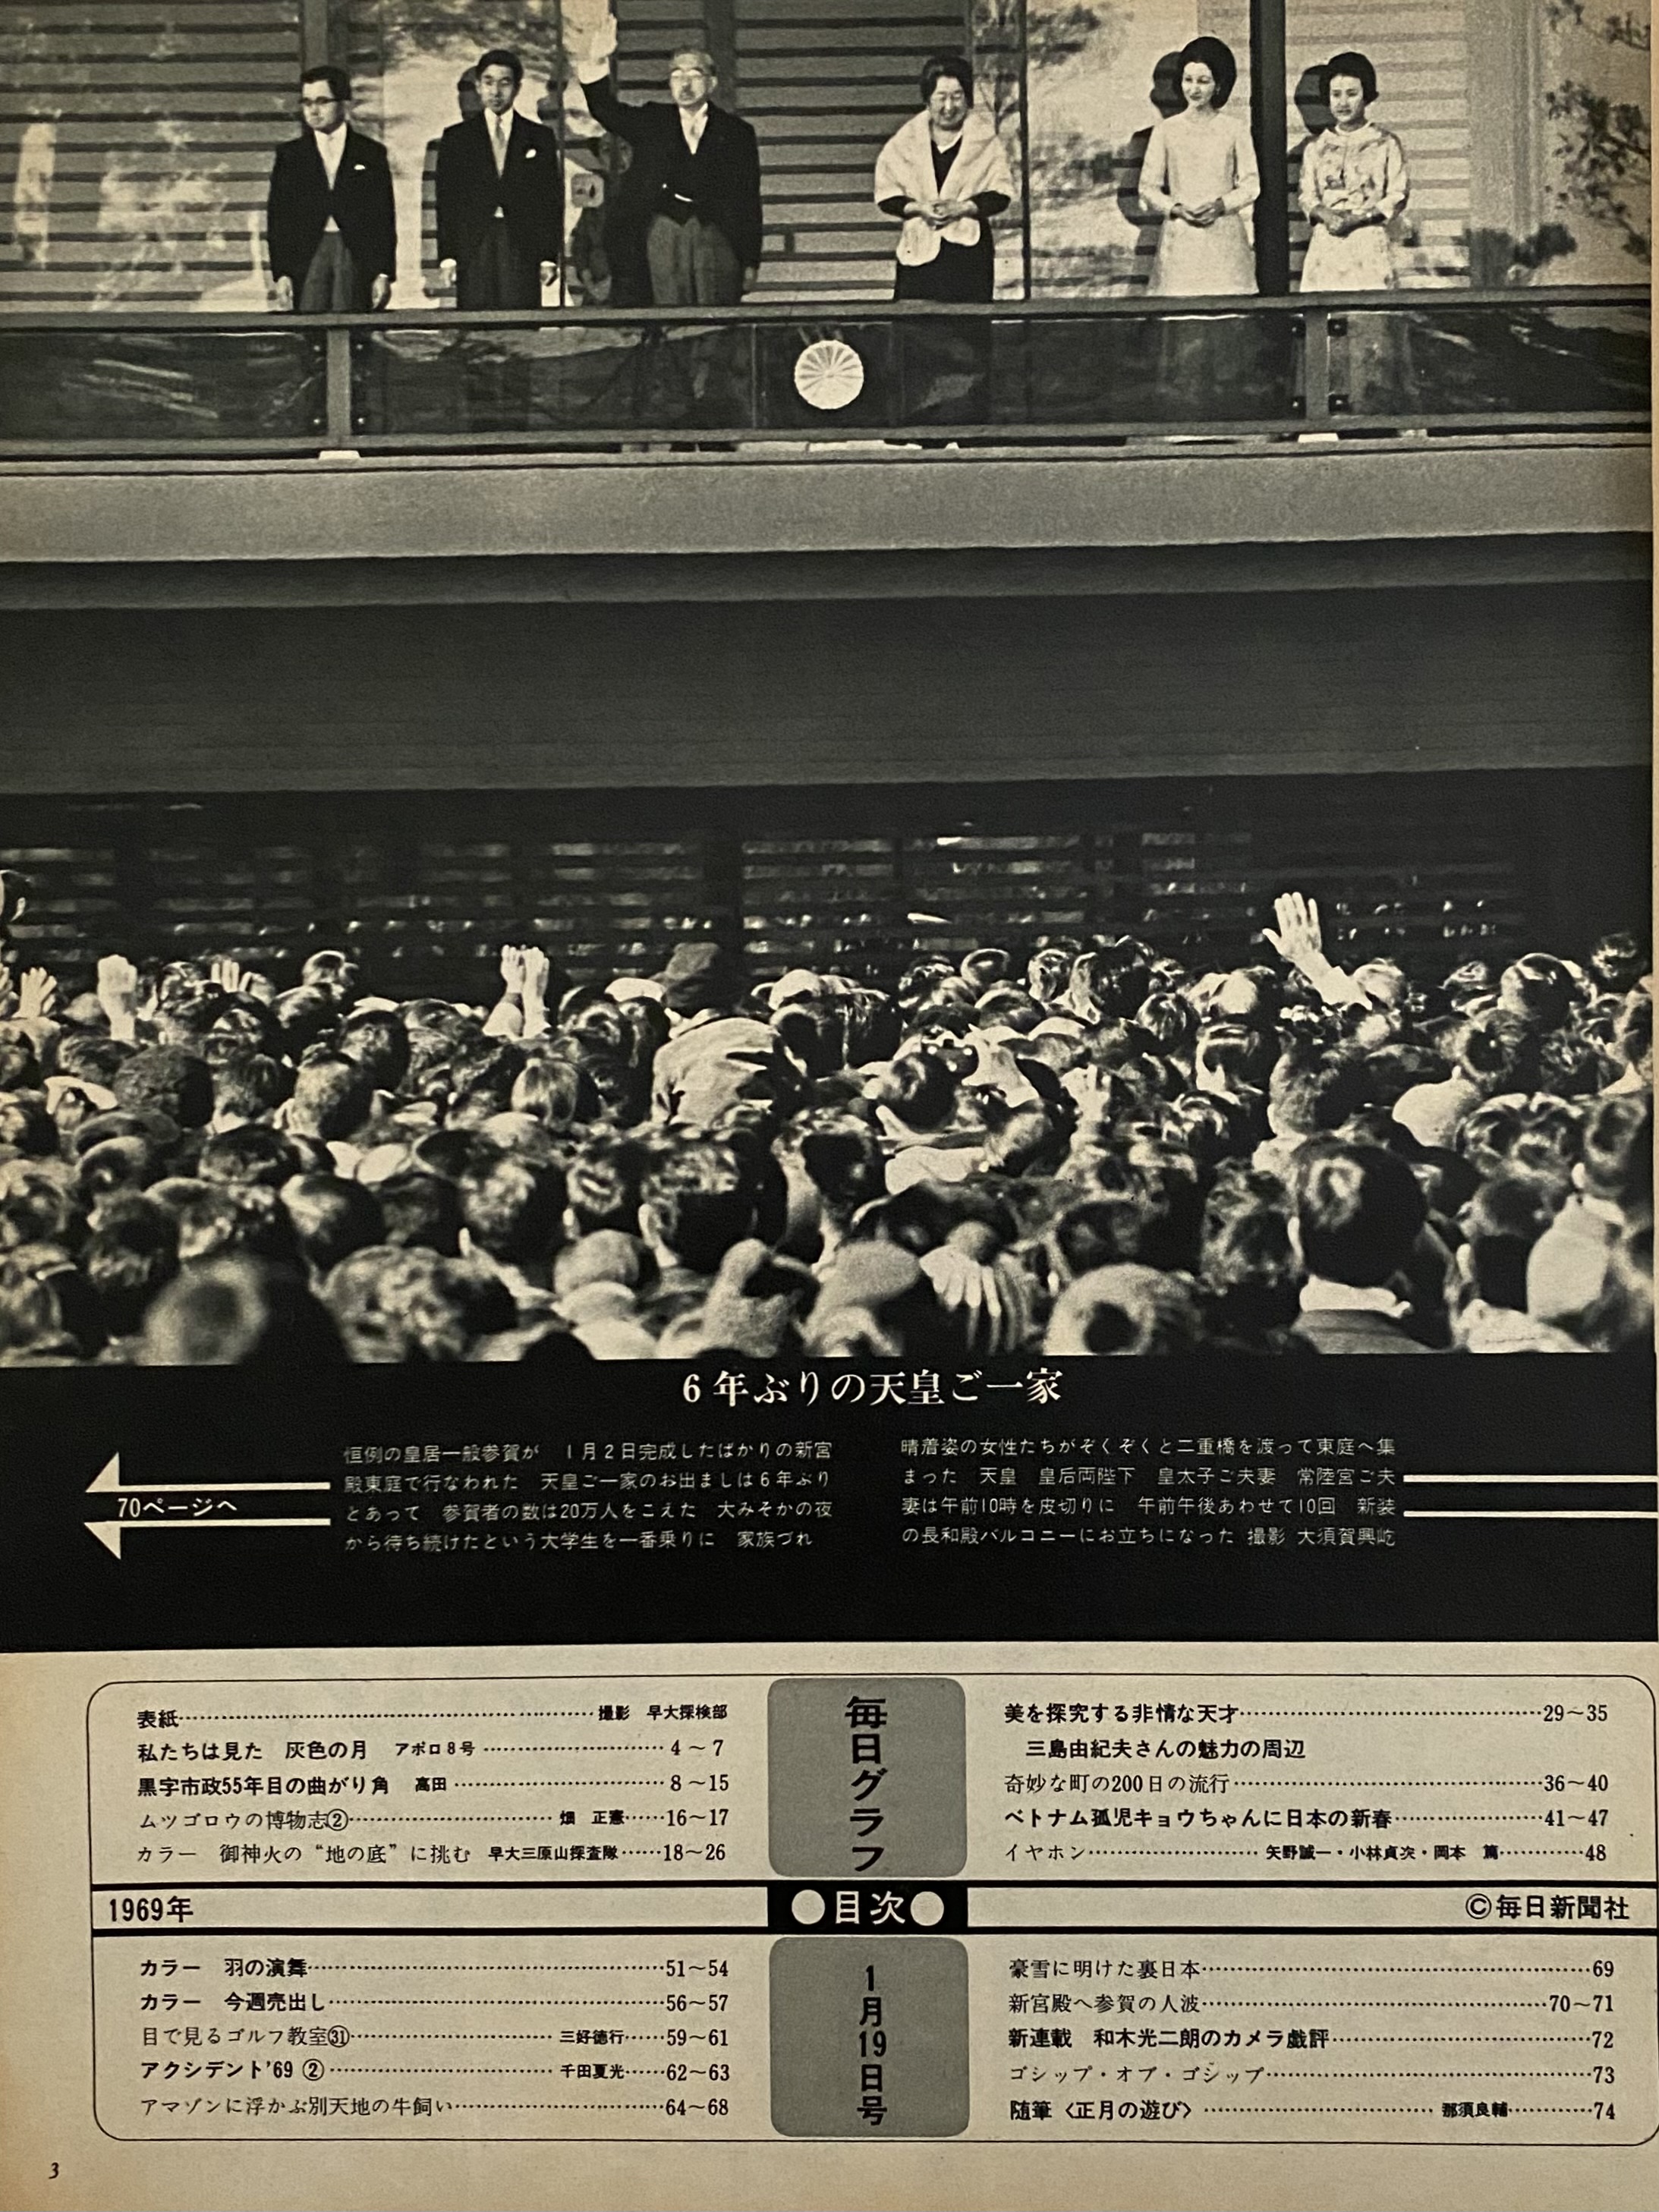 6年ぶりの天皇ご一家
恒例の皇居一般参賀が　1月2日完成したばかりの新宮
殿東庭で行なわれた　天皇ご一家のお出ましは6年ぶり
とあって　参賀者の数は20万人をこえた　大みそかの夜
から待ち続けたという大学生を一番乗りに　家族づれ
晴着姿の女性たちがぞくぞくと二重橋を渡って東庭へ集
まった　天皇　皇后両陛下　皇太子ご夫妻　常陸宮ご夫
妻は午前10時を皮切りに　午前午後あわせて10回　新装
の長和殿バルコニーにお立ちになった 撮影 大須賀興屹
70ページへ
毎日グラフ
表紙…………撮影　早大探検部
私たちは見た　灰色の月　アポロ8号…………4〜7
黒字市政55年目の曲がり角　高田…………8〜15
ムツゴロウの博物志②…………畑　正憲……16〜17
カラー　御神火の“地の底”に挑む　早大三原山探査隊……18〜26
美を探究する非情な天才…………29〜35
三島由紀夫さんの魅力の周辺
奇妙な町の200日の流行…………36〜40
ベトナム孤児キョウちゃんに日本の新春…………41〜47
イヤホン…………矢野誠一・小林貞次・岡本　篤…………48
1969年
●目次●
©毎日新聞社
カラー　羽の演舞…………51〜54
カラー　今週売出し…………56〜57
目で見るゴルフ教室㉛…………三好徳行……59〜61
アクシデント'69 ②…………千田夏光……62〜63
アマゾンに浮かぶ別天地の牛飼い…………64〜68
1月19日号
豪雪に明けた裏日本…………69
新宮殿へ参賀の人波…………70〜71
新連載　和木光二朗のカメラ戯評…………72
ゴシップ・オブ・ゴシップ…………73
随筆〈正月の遊び〉…………那須良輔…………74
3